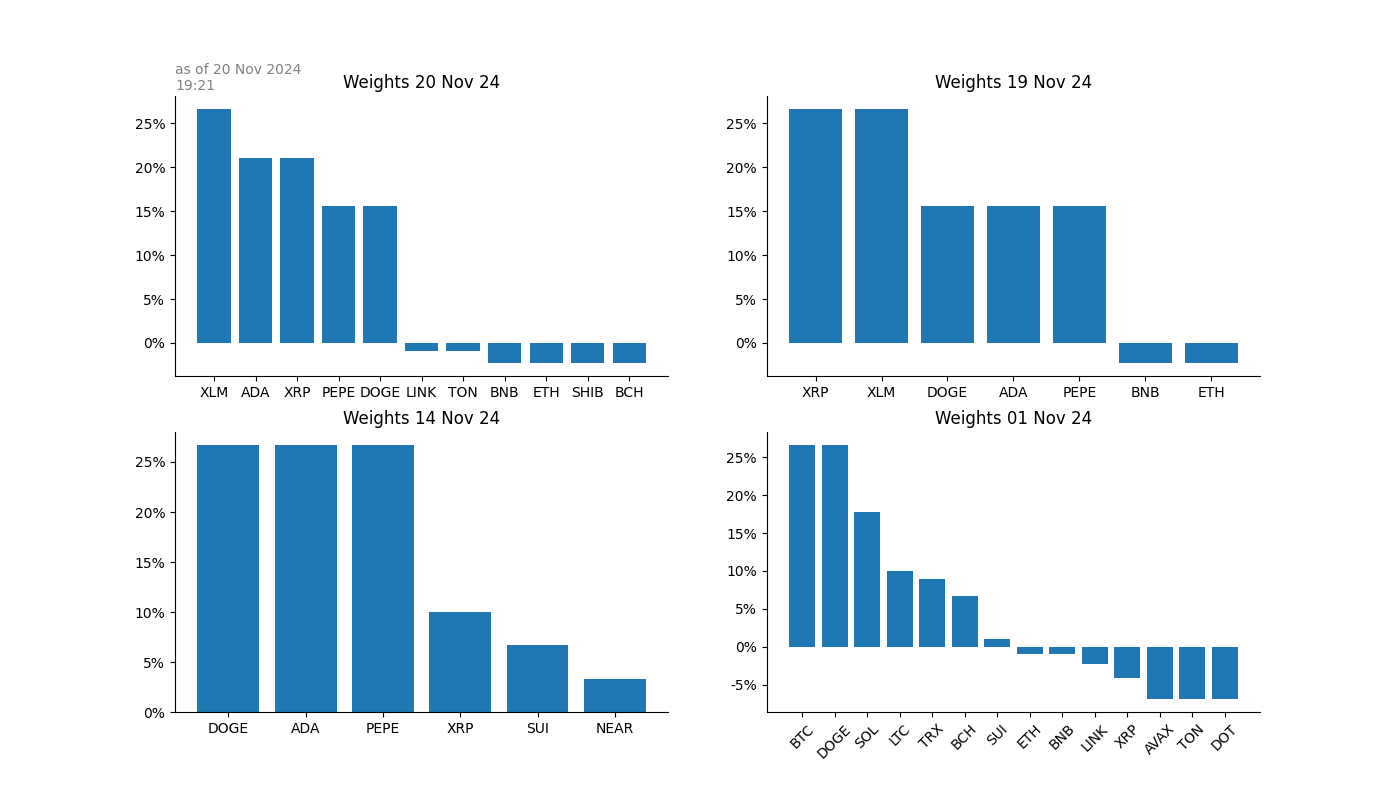 as of 20 Nov 2024
19:21
Weights 20 Nov 24
25%
20%
15%
10%
5%
0%
XLM ADA XRP PEPE DOGE LINK TON BNB ETH SHIB BCH
Weights 19 Nov 24
25%
20%
15%
10%
5%
0%
XRP XLM DOGE ADA PEPE BNB ETH
Weights 14 Nov 24
25%
20%
15%
10%
5%
0%
DOGE ADA PEPE XRP SUI NEAR
Weights 01 Nov 24
25%
20%
15%
10%
5%
0%
-5%
BTC DOGE SOL LTC TRX BCH SUI ETH BNB LINK XRP AVAX TON DOT